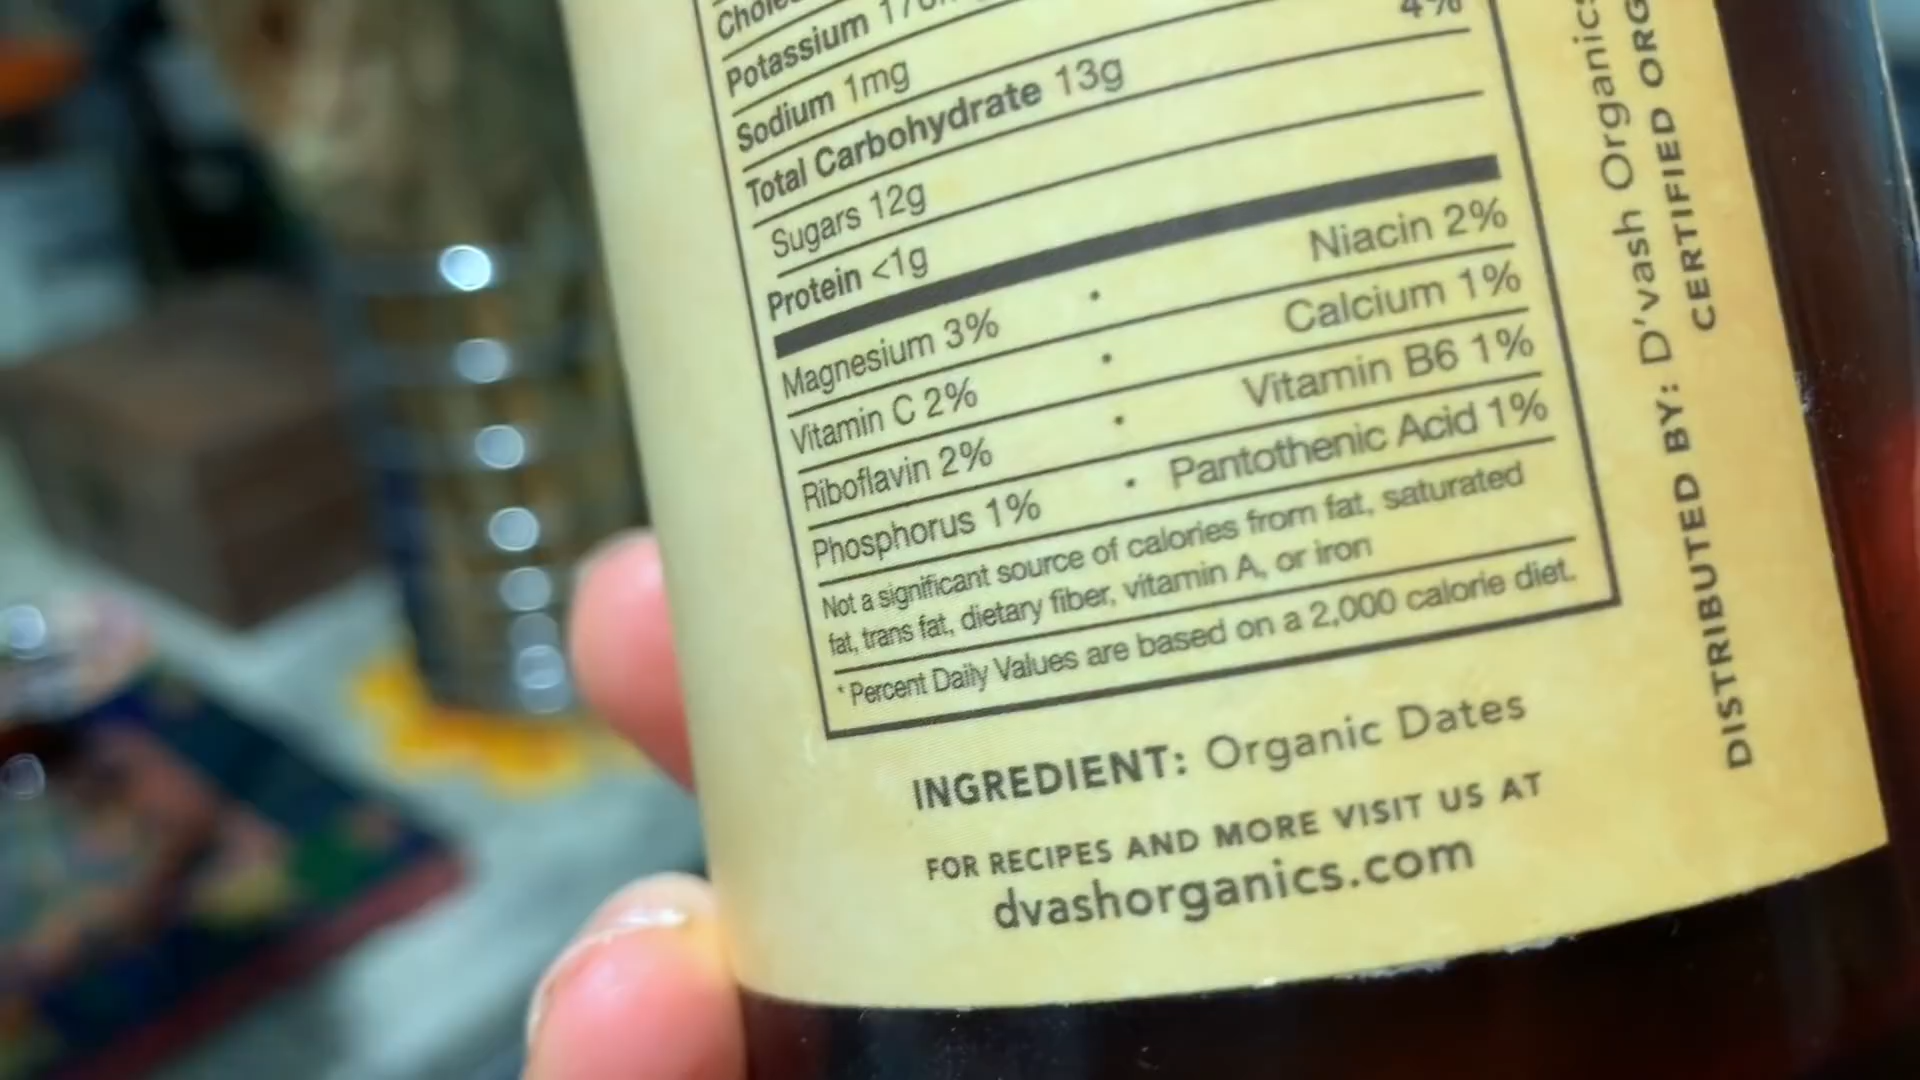 Potassium
4%
Sodium 1mg
Total Carbohydrate 13g
Sugars 12g
Protein <1g
Magnesium 3% • Niacin 2%
Vitamin C 2% • Calcium 1%
Riboflavin 2% • Vitamin B6 1%
Phosphorus 1% • Pantothenic Acid 1%
Not a significant source of calories from fat, saturated
fat, trans fat, dietary fiber, vitamin A, or iron
* Percent Daily Values are based on a 2,000 calorie diet.
INGREDIENT: Organic Dates
FOR RECIPES AND MORE VISIT US AT
dvashorganics.com
DISTRIBUTED BY: D'vash Organics
CERTIFIED